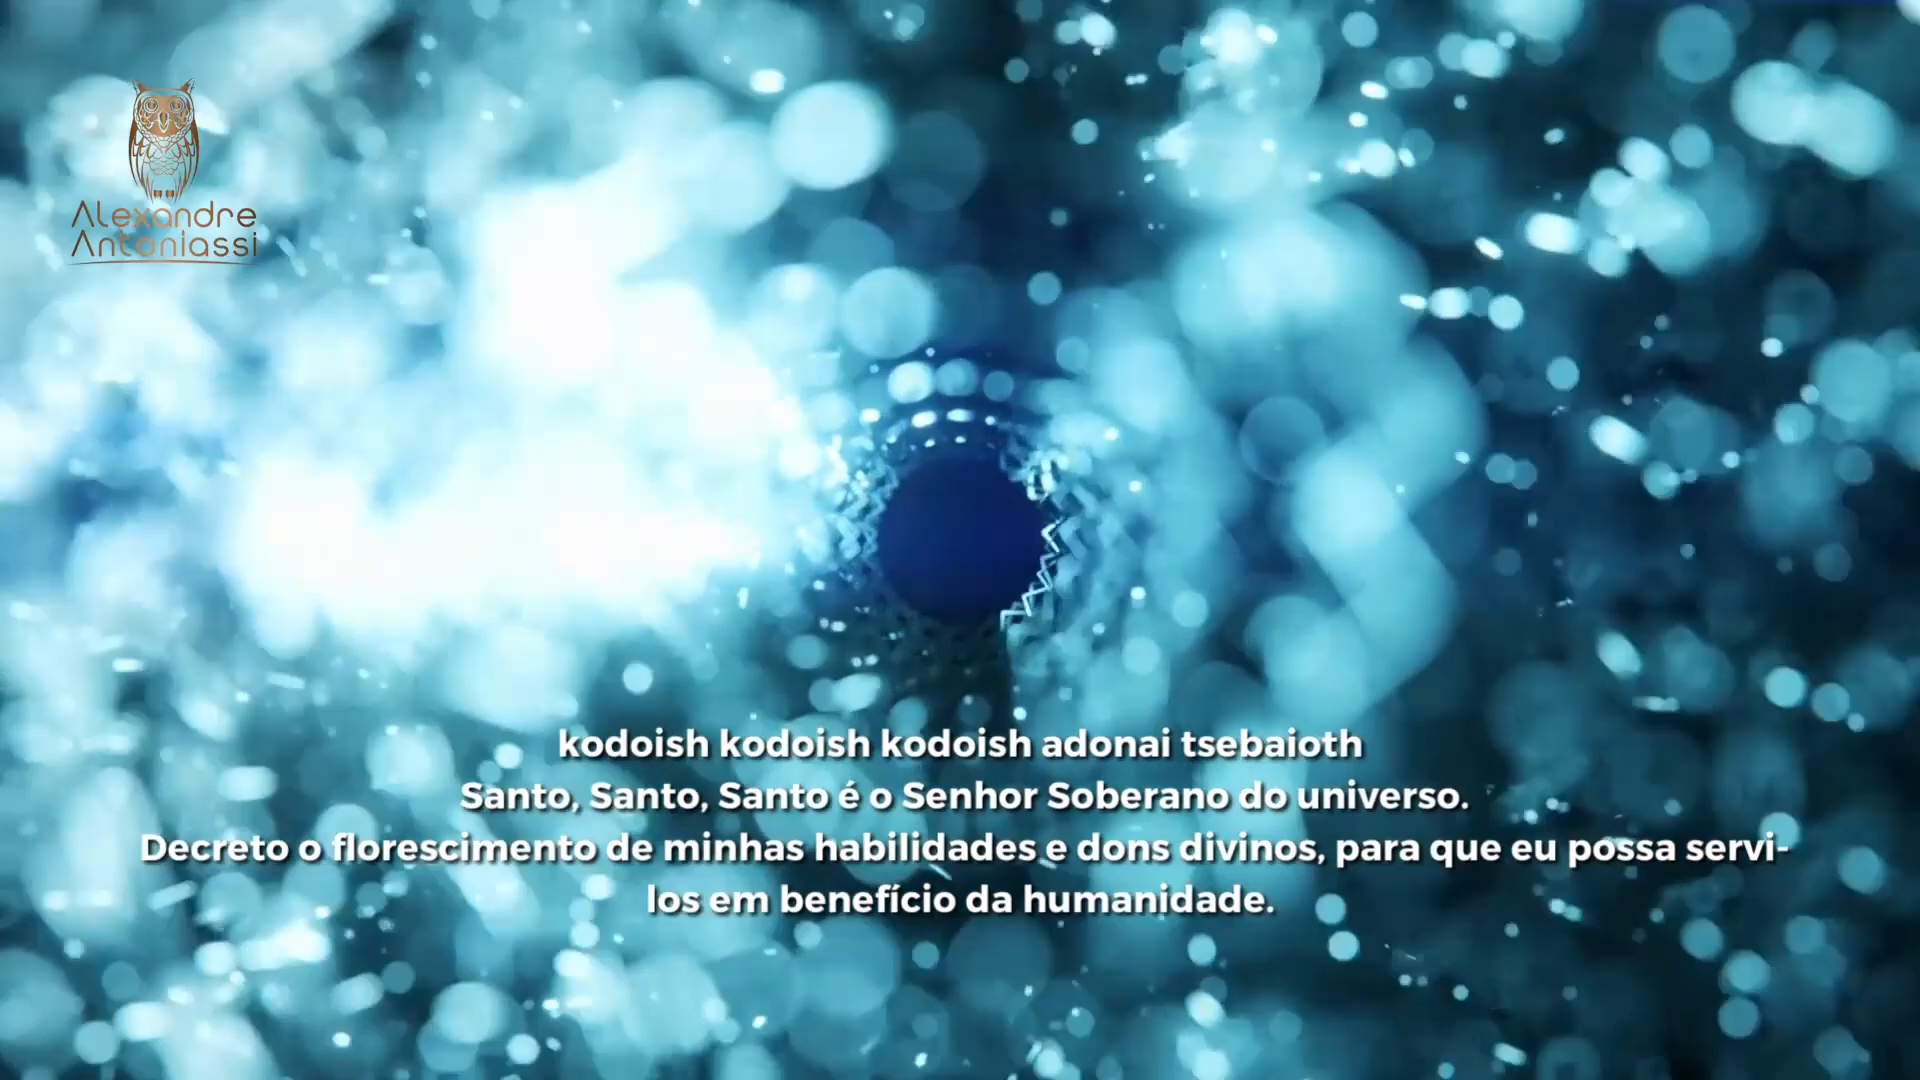 Alexandre
Antoniassi
kodoish kodoish kodoish adonai tsebaioth
Santo, Santo, Santo é o Senhor Soberano do universo.
Decreto o florescimento de minhas habilidades e dons divinos, para que eu possa servi-
los em benefício da humanidade.